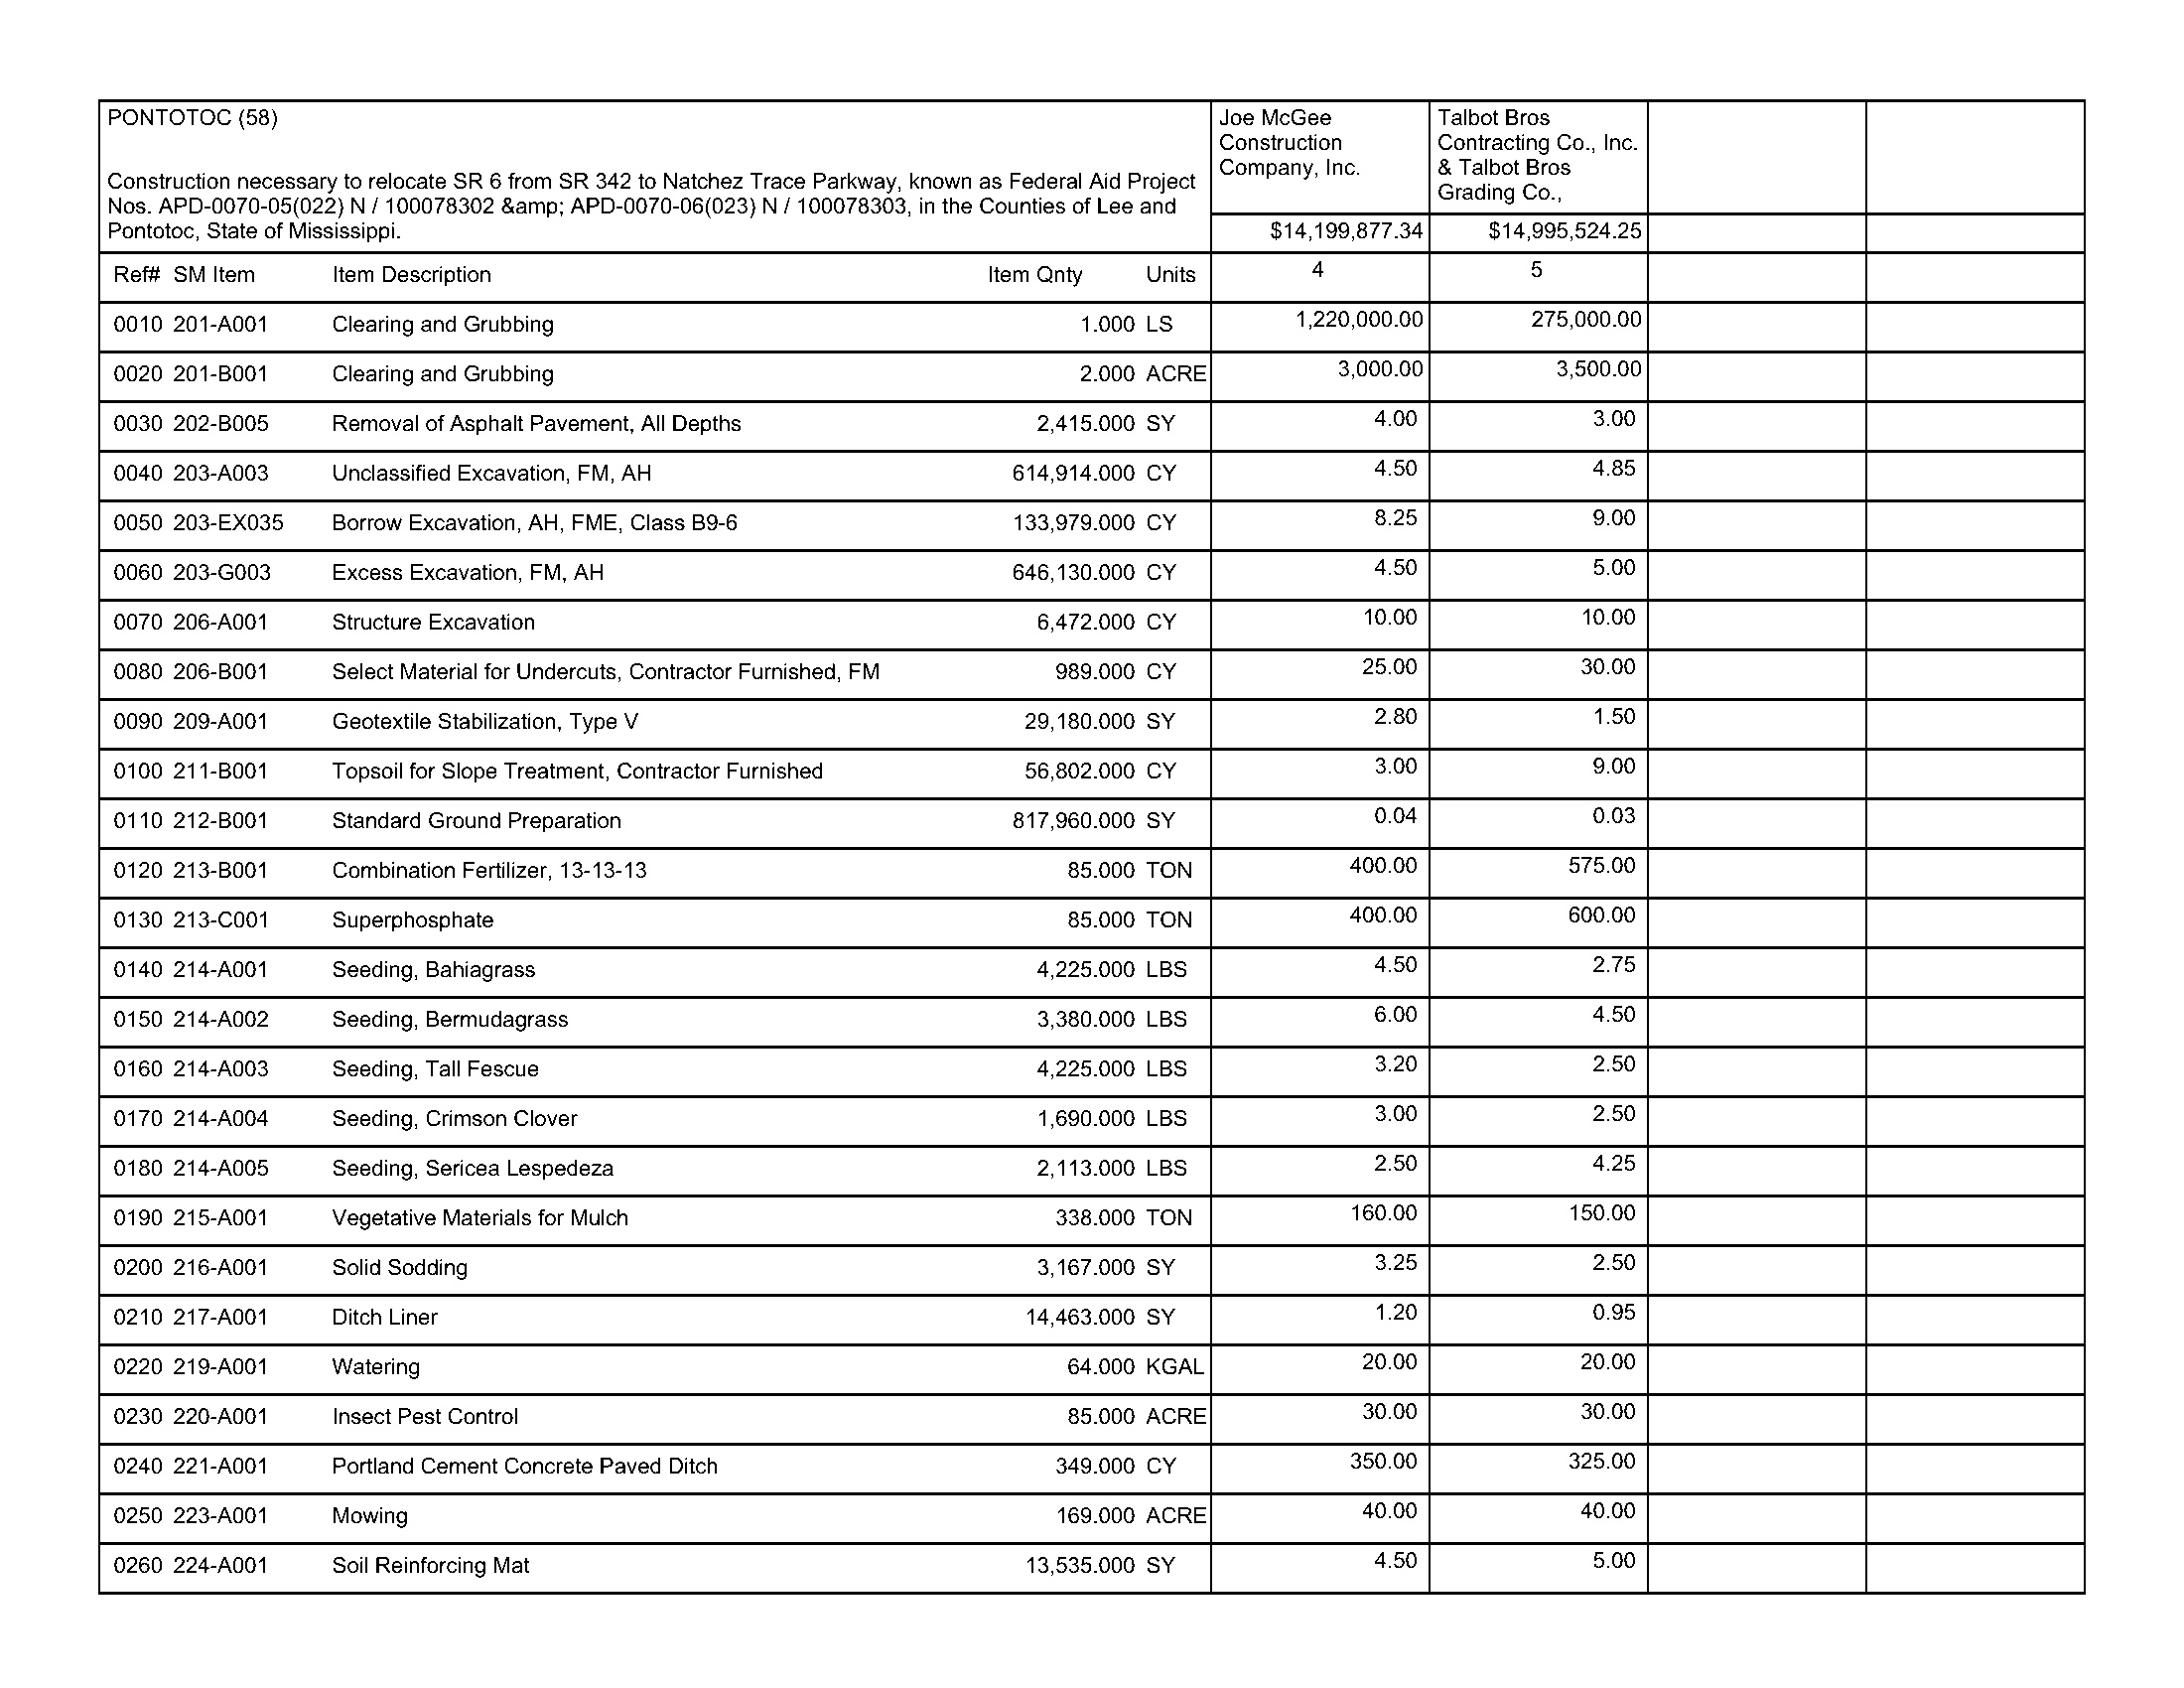 PONTOTOC (58)
Construction necessary to relocate SR 6 from SR 342 to Natchez Trace Parkway, known as Federal Aid Project
Nos. APD-0070-05(022) N / 100078302 &amp;amp; APD-0070-06(023) N / 100078303, in the Counties of Lee and
Pontotoc, State of Mississippi.
Joe McGee
Construction
Company, Inc.
$14,199,877.34
Talbot Bros
Contracting Co., Inc.
& Talbot Bros
Grading Co.,
$14,995,524.25
Ref# SM Item Item Description Item Qnty Units 4 5
0010 201-A001 Clearing and Grubbing 1.000 LS 1,220,000.00 275,000.00
0020 201-B001 Clearing and Grubbing 2.000 ACRE 3,000.00 3,500.00
0030 202-B005 Removal of Asphalt Pavement, All Depths 2,415.000 SY 4.00 3.00
0040 203-A003 Unclassified Excavation, FM, AH 614,914.000 CY 4.50 4.85
0050 203-EX035 Borrow Excavation, AH, FME, Class B9-6 133,979.000 CY 8.25 9.00
0060 203-G003 Excess Excavation, FM, AH 646,130.000 CY 4.50 5.00
0070 206-A001 Structure Excavation 6,472.000 CY 10.00 10.00
0080 206-B001 Select Material for Undercuts, Contractor Furnished, FM 989.000 CY 25.00 30.00
0090 209-A001 Geotextile Stabilization, Type V 29,180.000 SY 2.80 1.50
0100 211-B001 Topsoil for Slope Treatment, Contractor Furnished 56,802.000 CY 3.00 9.00
0110 212-B001 Standard Ground Preparation 817,960.000 SY 0.04 0.03
0120 213-B001 Combination Fertilizer, 13-13-13 85.000 TON 400.00 575.00
0130 213-C001 Superphosphate 85.000 TON 400.00 600.00
0140 214-A001 Seeding, Bahiagrass 4,225.000 LBS 4.50 2.75
0150 214-A002 Seeding, Bermudagrass 3,380.000 LBS 6.00 4.50
0160 214-A003 Seeding, Tall Fescue 4,225.000 LBS 3.20 2.50
0170 214-A004 Seeding, Crimson Clover 1,690.000 LBS 3.00 2.50
0180 214-A005 Seeding, Sericea Lespedeza 2,113.000 LBS 2.50 4.25
0190 215-A001 Vegetative Materials for Mulch 338.000 TON 160.00 150.00
0200 216-A001 Solid Sodding 3,167.000 SY 3.25 2.50
0210 217-A001 Ditch Liner 14,463.000 SY 1.20 0.95
0220 219-A001 Watering 64.000 KGAL 20.00 20.00
0230 220-A001 Insect Pest Control 85.000 ACRE 30.00 30.00
0240 221-A001 Portland Cement Concrete Paved Ditch 349.000 CY 350.00 325.00
0250 223-A001 Mowing 169.000 ACRE 40.00 40.00
0260 224-A001 Soil Reinforcing Mat 13,535.000 SY 4.50 5.00